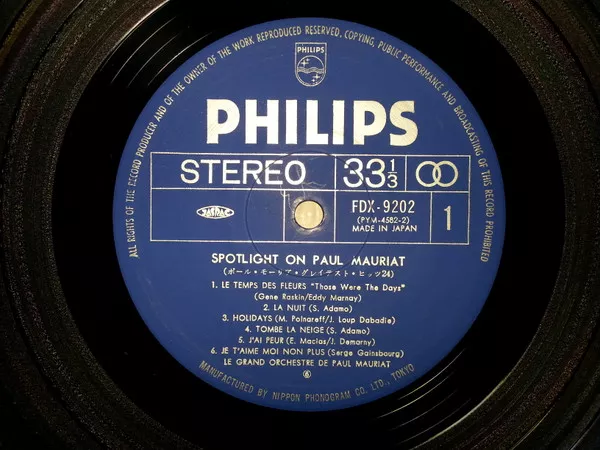 ALL RIGHTS OF THE RECORD PRODUCER AND OF THE OWNER OF THE WORK REPRODUCED RESERVED, COPYING, PUBLIC PERFORMANCE AND BROADCASTING OF THIS RECORD PROHIBITED
PHILIPS
PHILIPS
STEREO 33 1/3
FDX-9202
(PYM-4582-2)
MADE IN JAPAN
1
SPOTLIGHT ON PAUL MAURIAT
(ポール・モーリア・グレイテスト・ヒッツ24)
1. LE TEMPS DES FLEURS "Those Were The Days"
(Gene Raskin/Eddy Marnay)
2. LA NUIT (S. Adamo)
3. HOLIDAYS (M. Polnareff/J. Loup Dabadie)
4. TOMBE LA NEIGE (S. Adamo)
5. J'AI PEUR (E. Macias/J. Demarny)
6. JE T'AIME MOI NON PLUS (Serge Gainsbourg)
LE GRAND ORCHESTRE DE PAUL MAURIAT
MANUFACTURED BY NIPPON PHONOGRAM CO. LTD., TOKYO